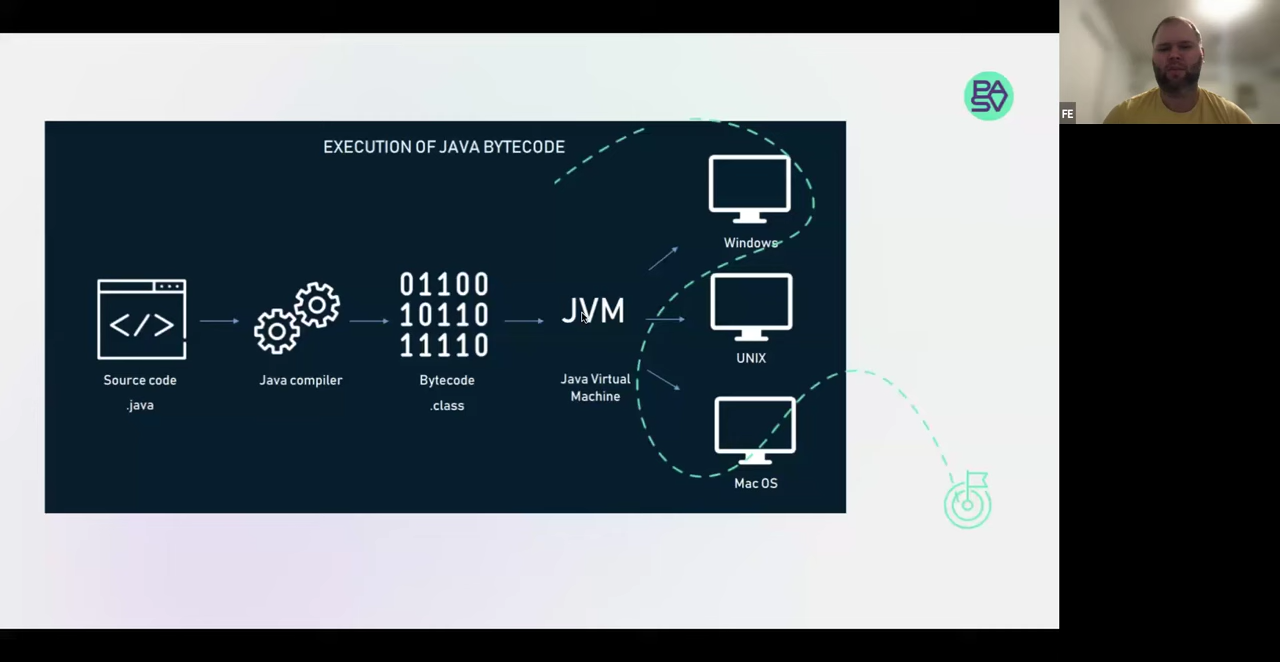 EXECUTION OF JAVA BYTECODE
</>
Source code
.java
Java compiler
01100
10110
11110
Bytecode
.class
JVM
Java Virtual
Machine
Windows
UNIX
Mac OS
PASV
FE